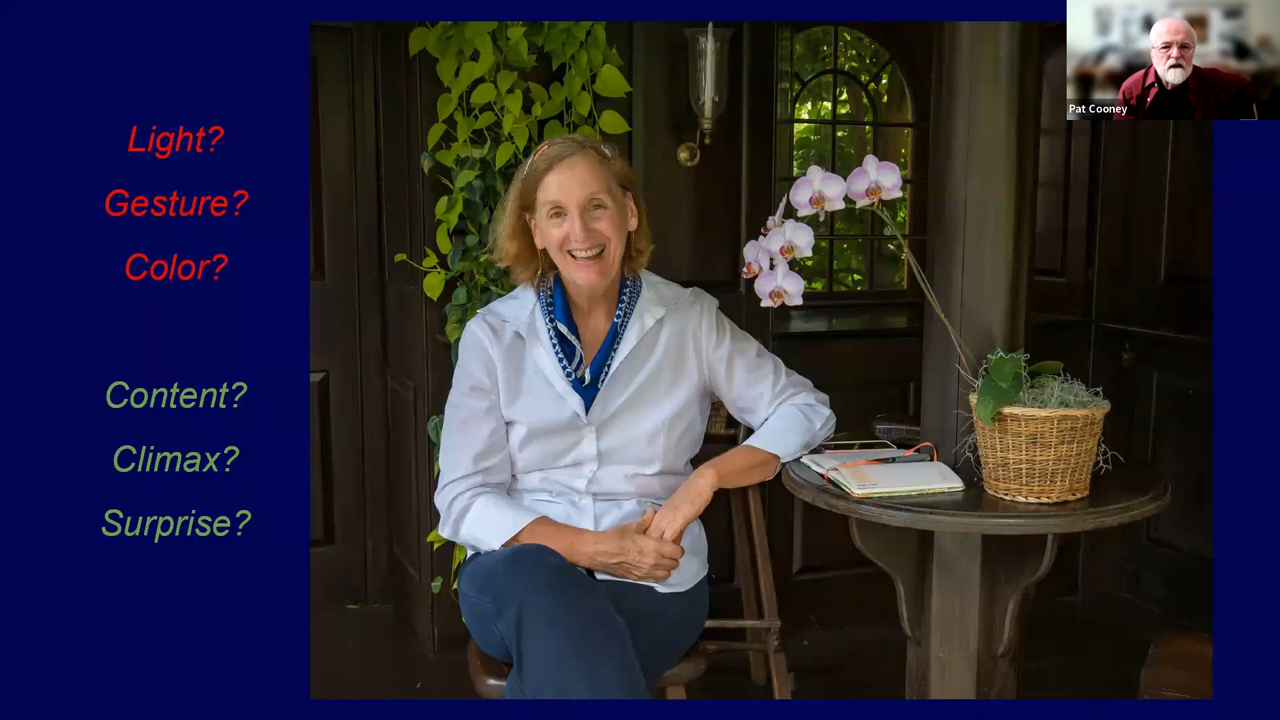 Light?
Gesture?
Color?
Content?
Climax?
Surprise?
Pat Cooney